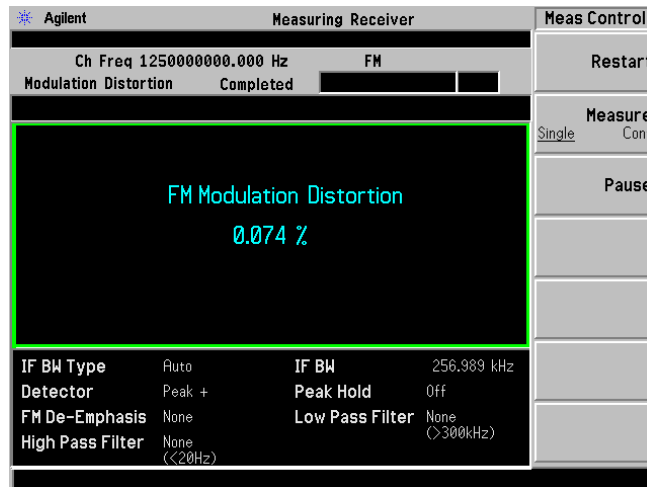 Agilent Measuring Receiver Meas Control
Ch Freq 1250000000.000 Hz FM
Modulation Distortion Completed
Restart
Measure
Single Con
Pause
FM Modulation Distortion
0.074 %
IF BW Type Auto IF BW 256.989 kHz
Detector Peak + Peak Hold Off
FM De-Emphasis None Low Pass Filter None
(>300kHz)
High Pass Filter None
(<20Hz)